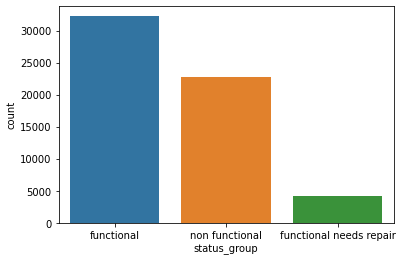 count
30000
25000
20000
15000
10000
5000
0
functional
non functional
functional needs repair
status_group